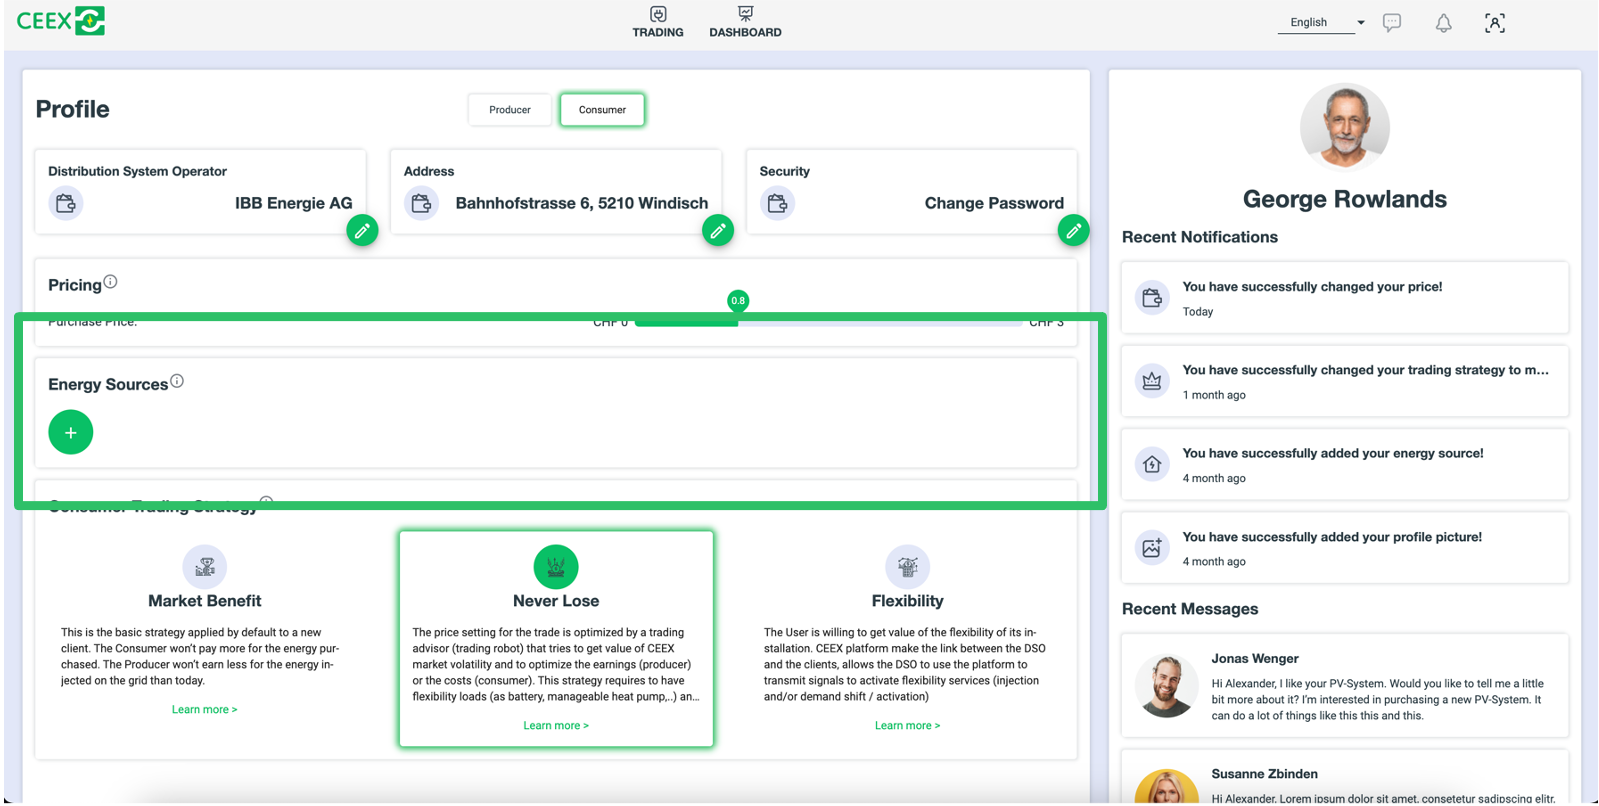 CEEX
TRADING
DASHBOARD
English
Profile
Producer
Consumer
Distribution System Operator
IBB Energie AG
Address
Bahnhofstrasse 6, 5210 Windisch
Security
Change Password
Pricing
0.8
Purchase Price:
CHF 0
CHF 3
Energy Sources
+
Consumer Trading Strategy
Market Benefit
This is the basic strategy applied by default to a new
client. The Consumer won't pay more for the energy pur-
chased. The Producer won't earn less for the energy in-
jected on the grid than today.
Learn more >
Never Lose
The price setting for the trade is optimized by a trading
advisor (trading robot) that tries to get value of CEEX
market volatility and to optimize the earnings (producer)
or the costs (consumer). This strategy requires to have
flexibility loads (as battery, manageable heat pump,..) an...
Learn more >
Flexibility
The User is willing to get value of the flexibility of its in-
stallation. CEEX platform make the link between the DSO
and the clients, allows the DSO to use the platform to
transmit signals to activate flexibility services (injection
and/or demand shift / activation)
Learn more >
George Rowlands
Recent Notifications
You have successfully changed your price!
Today
You have successfully changed your trading strategy to m...
1 month ago
You have successfully added your energy source!
4 month ago
You have successfully added your profile picture!
4 month ago
Recent Messages
Jonas Wenger
Hi Alexander, I like your PV-System. Would you like to tell me a little
bit more about it? I'm interested in purchasing a new PV-System. It
can do a lot of things like this this and this.
Susanne Zbinden
Hi Alexander, Lorem ipsum dolor sit amet, consetetur sadipscing elitr,